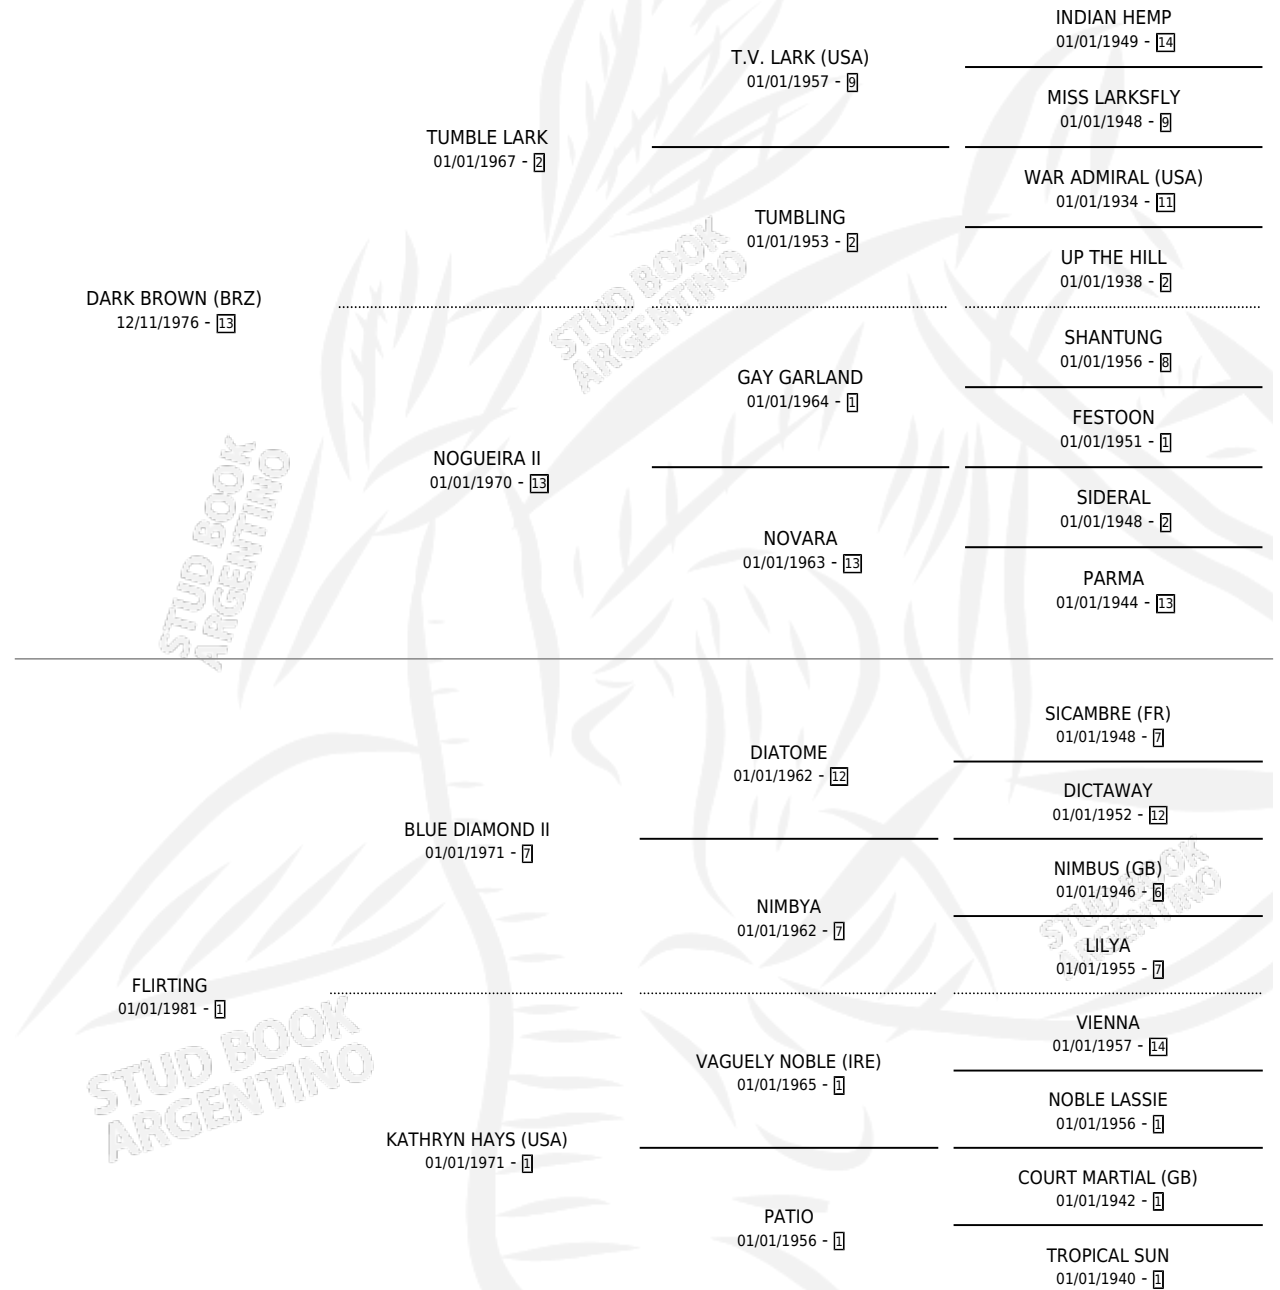 INDIAN HEMP
01/01/1949 - 14
T.V. LARK (USA)
01/01/1957 - 9
MISS LARKSFLY
01/01/1948 - 9
TUMBLE LARK
01/01/1967 - 2
WAR ADMIRAL (USA)
01/01/1934 - 11
TUMBLING
01/01/1953 - 2
UP THE HILL
01/01/1938 - 2
DARK BROWN (BRZ)
12/11/1976 - 13
STUD BOOK
ARGENTINO
SHANTUNG
01/01/1956 - 8
GAY GARLAND
01/01/1964 - 1
FESTOON
01/01/1951 - 1
NOGUEIRA II
01/01/1970 - 13
SIDERAL
01/01/1948 - 2
NOVARA
01/01/1963 - 13
PARMA
01/01/1944 - 13
STUD BOOK
ARGENTINO
SICAMBRE (FR)
01/01/1948 - 7
DIATOME
01/01/1962 - 12
DICTAWAY
01/01/1952 - 12
BLUE DIAMOND II
01/01/1971 - 7
NIMBUS (GB)
01/01/1946 - 6
NIMBYA
01/01/1962 - 7
LILYA
01/01/1955 - 7
STUD BOOK
ARGENTINO
FLIRTING
01/01/1981 - 1
VIENNA
01/01/1957 - 14
VAGUELY NOBLE (IRE)
01/01/1965 - 1
NOBLE LASSIE
01/01/1956 - 1
STUD BOOK
ARGENTINO
KATHRYN HAYS (USA)
01/01/1971 - 1
COURT MARTIAL (GB)
01/01/1942 - 1
PATIO
01/01/1956 - 1
TROPICAL SUN
01/01/1940 - 1